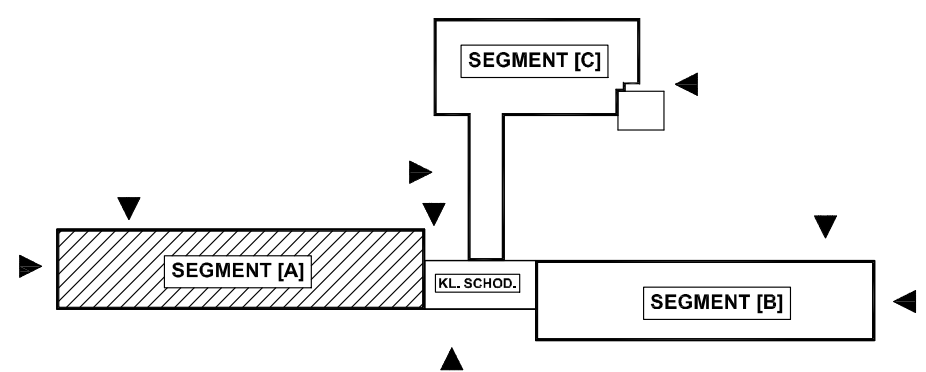 SEGMENT [C]
SEGMENT [A]
KL. SCHOD.
SEGMENT [B]